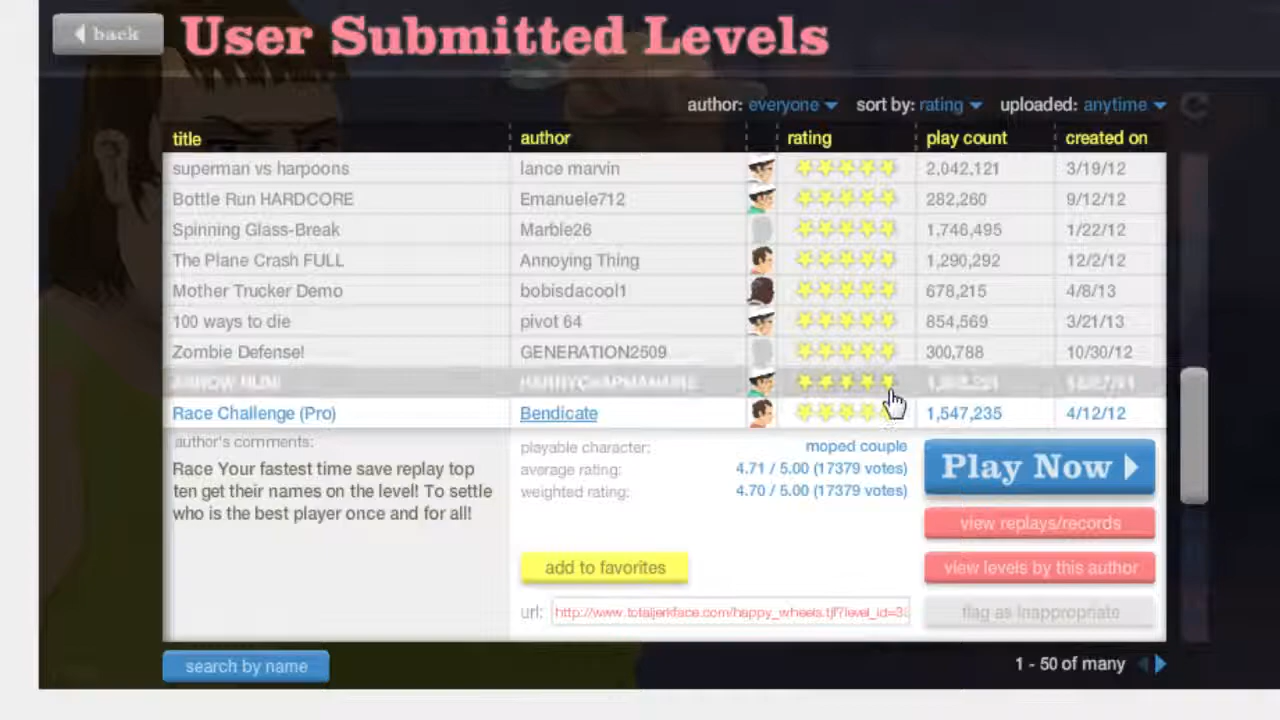 back
User Submitted Levels
author: everyone sort by: rating uploaded: anytime
title author rating play count created on
superman vs harpoons lance marvin 2,042,121 3/19/12
Bottle Run HARDCORE Emanuele712 282,260 9/12/12
Spinning Glass-Break Marble26 1,746,495 1/22/12
The Plane Crash FULL Annoying Thing 1,290,292 12/2/12
Mother Trucker Demo bobisdacool1 678,215 4/8/13
100 ways to die pivot 64 854,569 3/21/13
Zombie Defense! GENERATION2509 300,788 10/30/12
Race Challenge (Pro) Bendicate 1,547,235 4/12/12
author's comments:
Race Your fastest time save replay top
ten get their names on the level! To settle
who is the best player once and for all!
playable character: moped couple
average rating: 4.71 / 5.00 (17379 votes)
weighted rating: 4.70 / 5.00 (17379 votes)
add to favorites
url: http://www.totaljerkface.com/happy_wheels.tjf?level_id=3
Play Now
view replays/records
view levels by this author
flag as inappropriate
search by name
1 - 50 of many